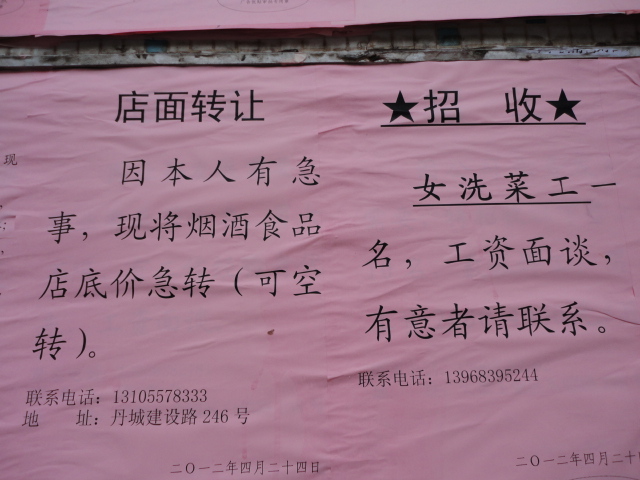 店面转让
因本人有急
事，现将烟酒食品
店底价急转（可空
转）。
联系电话：13105578333
地　址：丹城建设路246号
二〇一二年四月二十四日
★招　收★
女洗菜工一
名，工资面谈，
有意者请联系。
联系电话：13968395244
二〇一二年四月二十
现